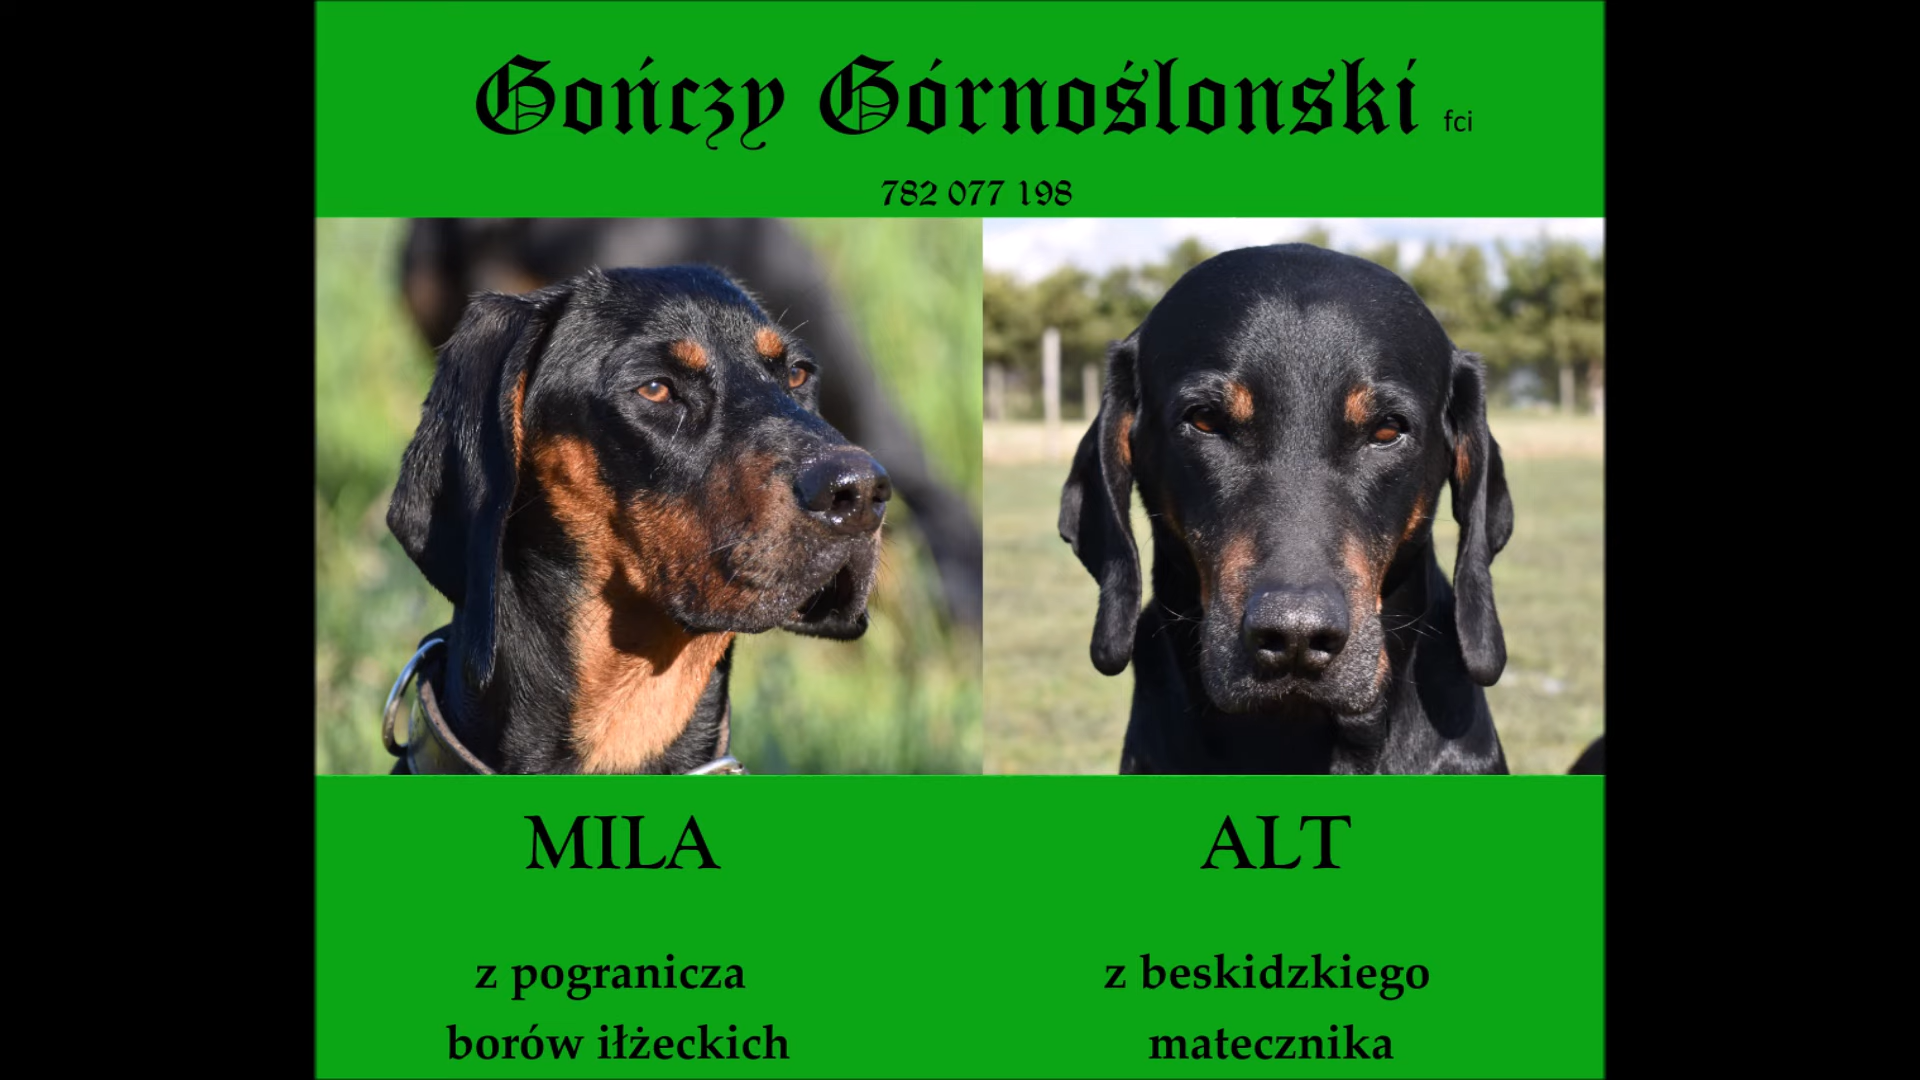 Gończy Górnoślonski fci
782 077 198
MILA
ALT
z pogranicza
borów iłżeckich
z beskidzkiego
matecznika